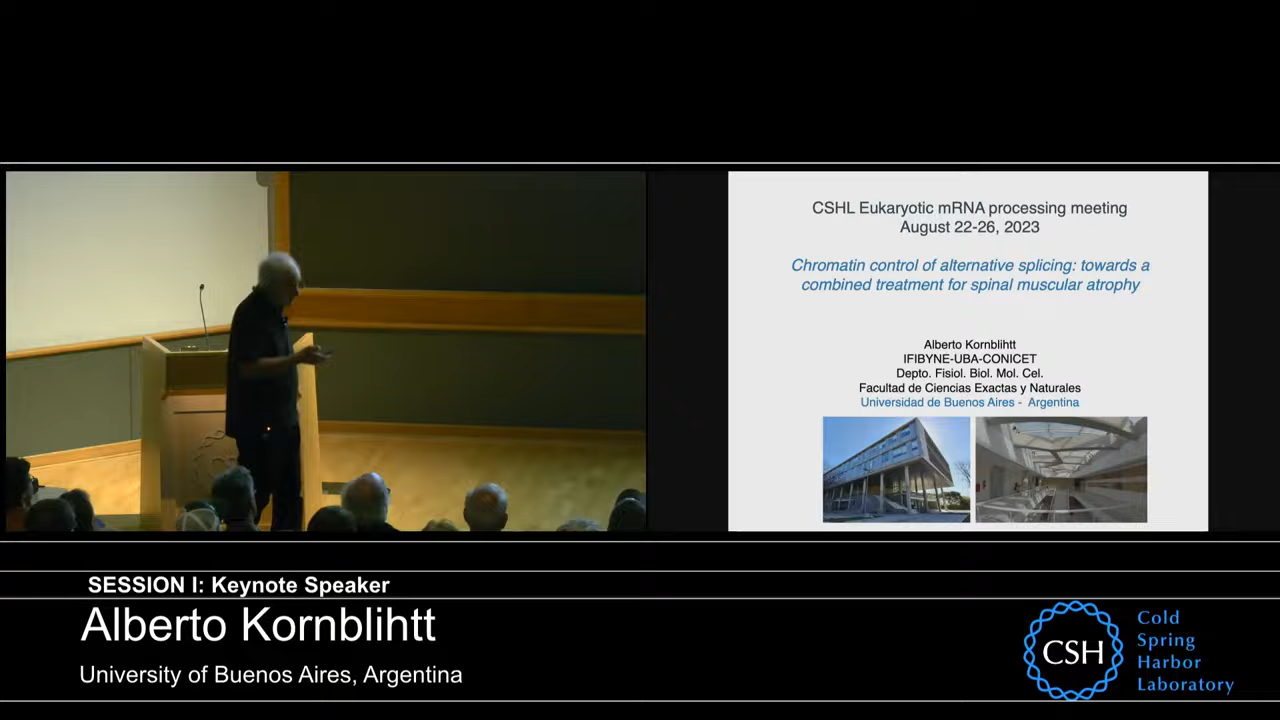 CSHL Eukaryotic mRNA processing meeting
August 22-26, 2023
Chromatin control of alternative splicing: towards a
combined treatment for spinal muscular atrophy
Alberto Kornblihtt
IFIBYNE-UBA-CONICET
Depto. Fisiol. Biol. Mol. Cel.
Facultad de Ciencias Exactas y Naturales
Universidad de Buenos Aires - Argentina
SESSION I: Keynote Speaker
Alberto Kornblihtt
University of Buenos Aires, Argentina
CSH
Cold
Spring
Harbor
Laboratory